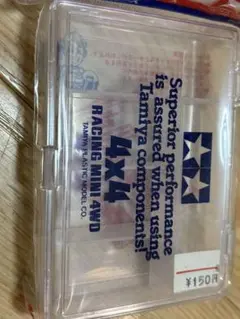 Superior performance
is assured when using
Tamiya components!
4x4
RACING MINI 4WD
TAMIYA PLASTIC MODEL CO.
¥150円